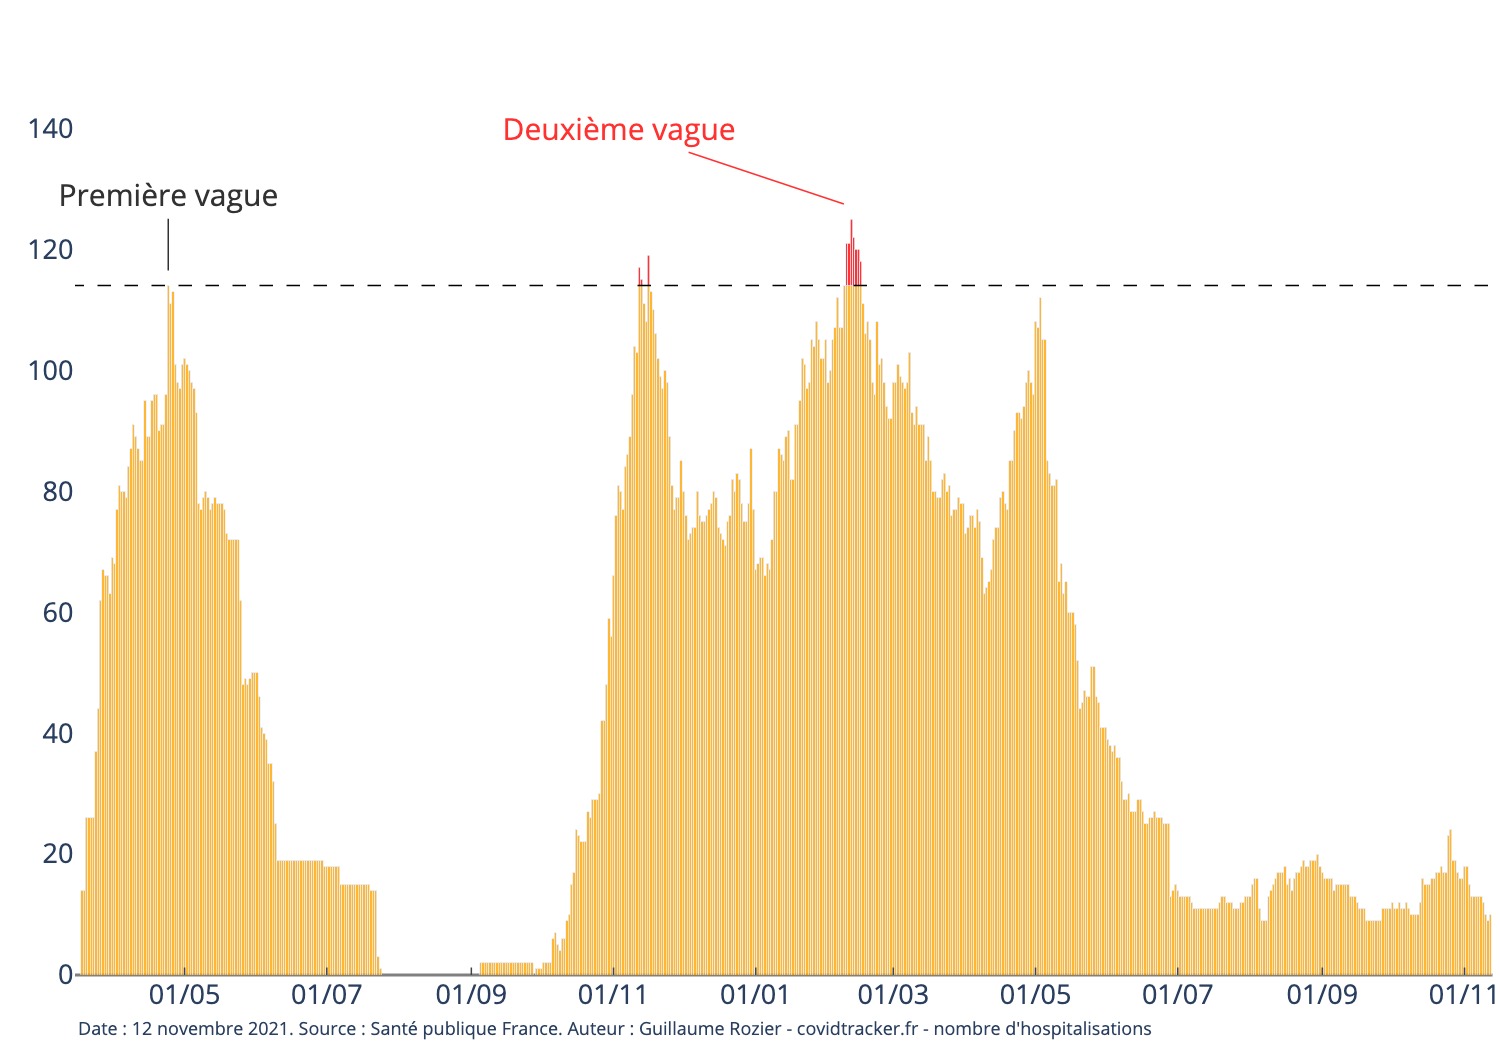 Deuxième vague
Première vague
140
120
100
80
60
40
20
0
01/05 01/07 01/09 01/11 01/01 01/03 01/05 01/07 01/09 01/11
Date : 12 novembre 2021. Source : Santé publique France. Auteur : Guillaume Rozier - covidtracker.fr - nombre d'hospitalisations